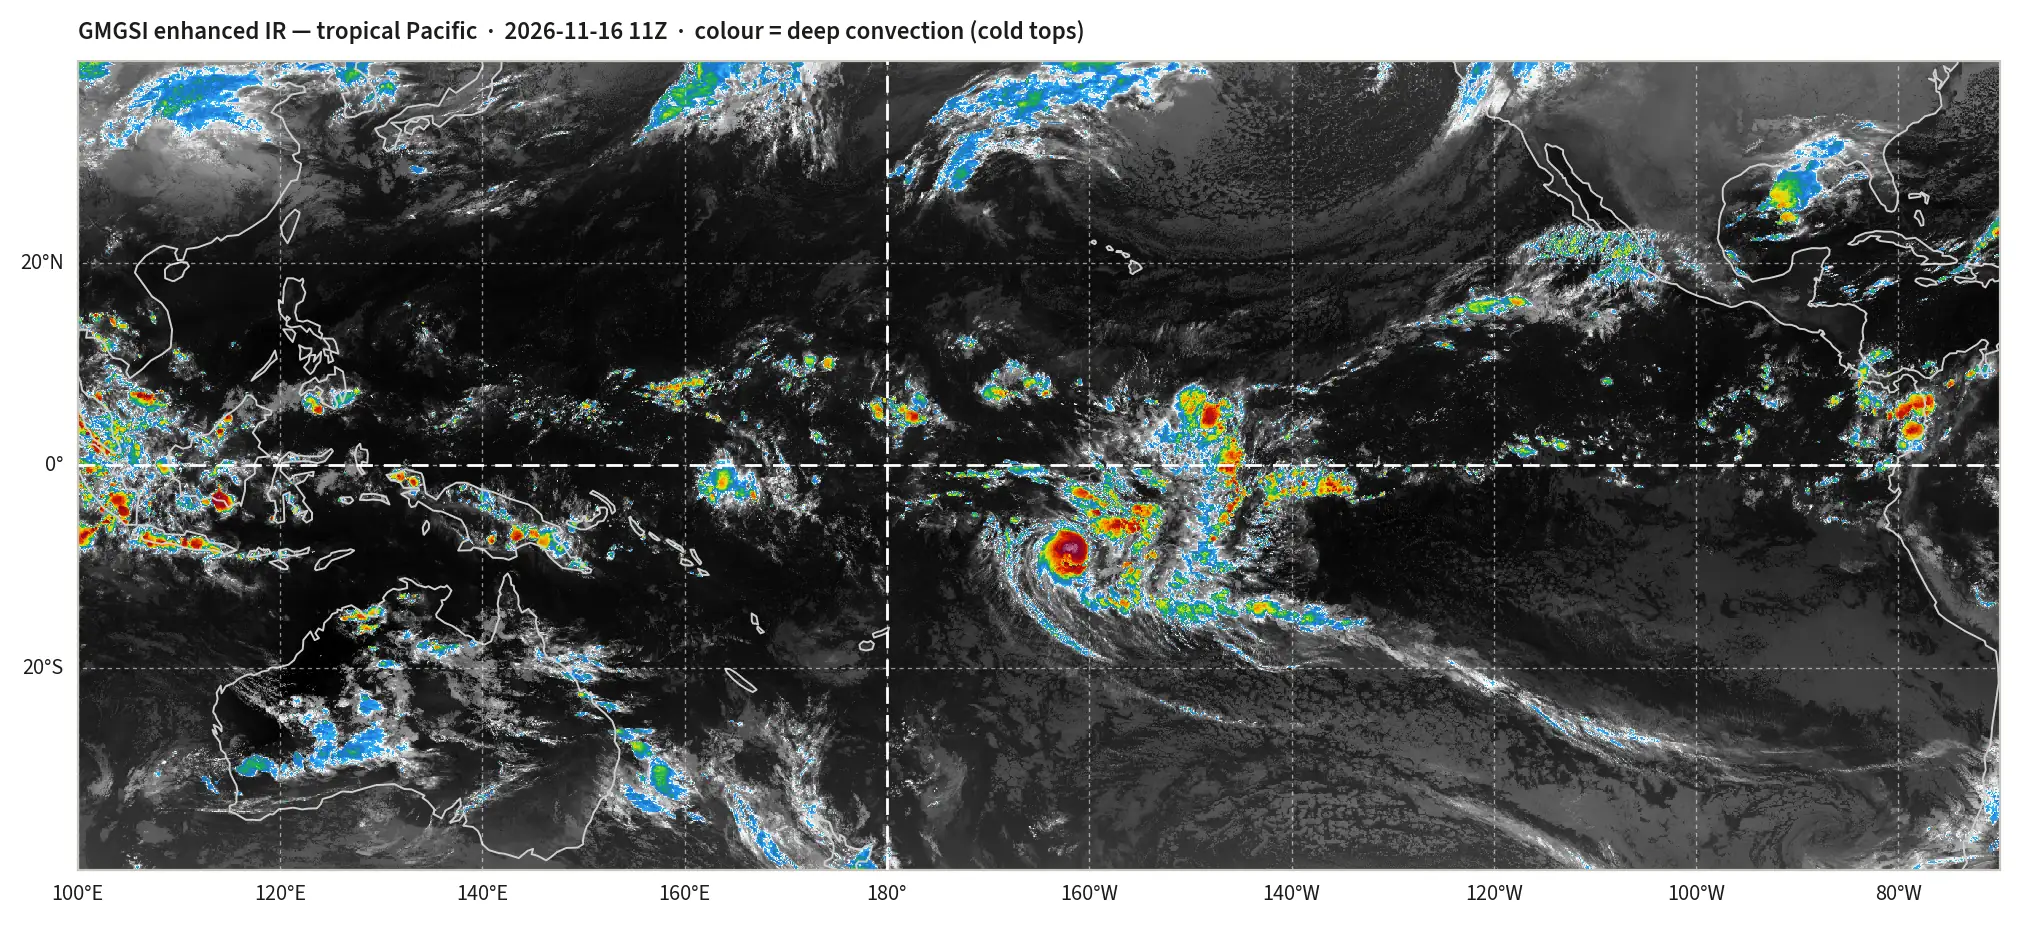 GMGSI enhanced IR — tropical Pacific · 2026-11-16 11Z · colour = deep convection (cold tops)
20°N
0°
20°S
100°E 120°E 140°E 160°E 180° 160°W 140°W 120°W 100°W 80°W